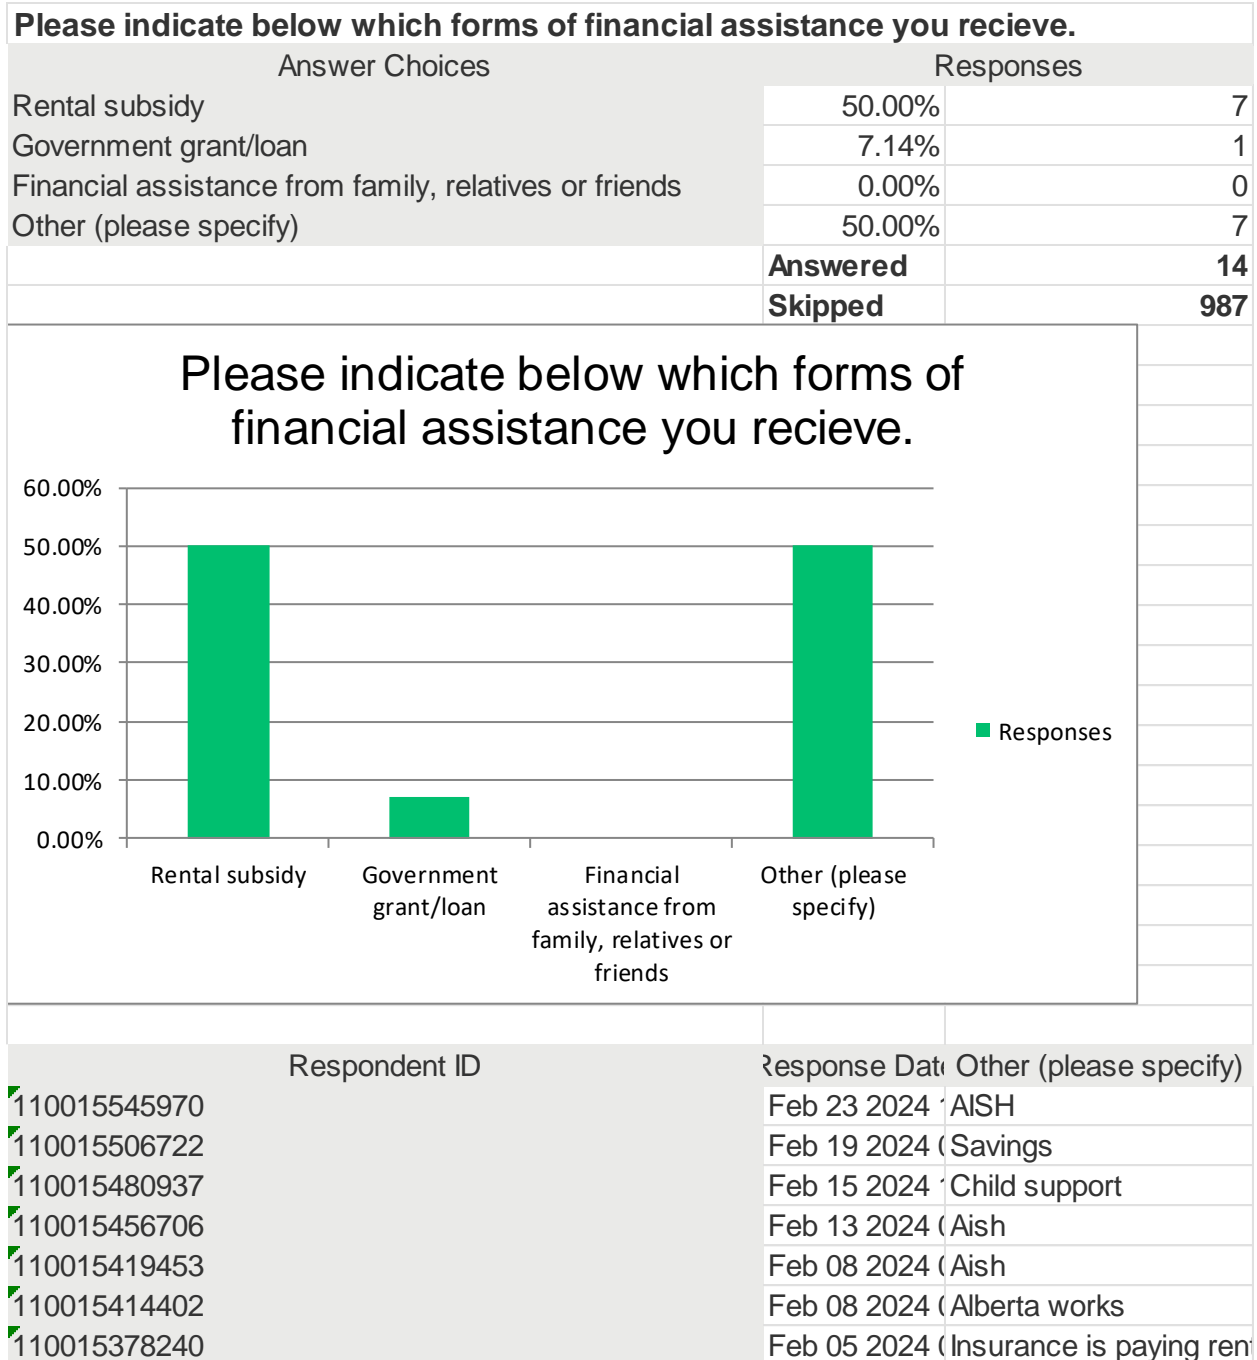 Please indicate below which forms of financial assistance you recieve.
Answer Choices Responses
Rental subsidy 50.00% 7
Government grant/loan 7.14% 1
Financial assistance from family, relatives or friends 0.00% 0
Other (please specify) 50.00% 7
Answered 14
Skipped 987
Please indicate below which forms of
financial assistance you recieve.
60.00%
50.00%
40.00%
30.00%
20.00%
10.00%
0.00%
Responses
Rental subsidy Government Financial Other (please
grant/loan assistance from specify)
family, relatives or
friends
Respondent ID Response Date Other (please specify)
110015545970 Feb 23 2024 AISH
110015506722 Feb 19 2024 Savings
110015480937 Feb 15 2024 Child support
110015456706 Feb 13 2024 Aish
110015419453 Feb 08 2024 Aish
110015414402 Feb 08 2024 Alberta works
110015378240 Feb 05 2024 Insurance is paying rent